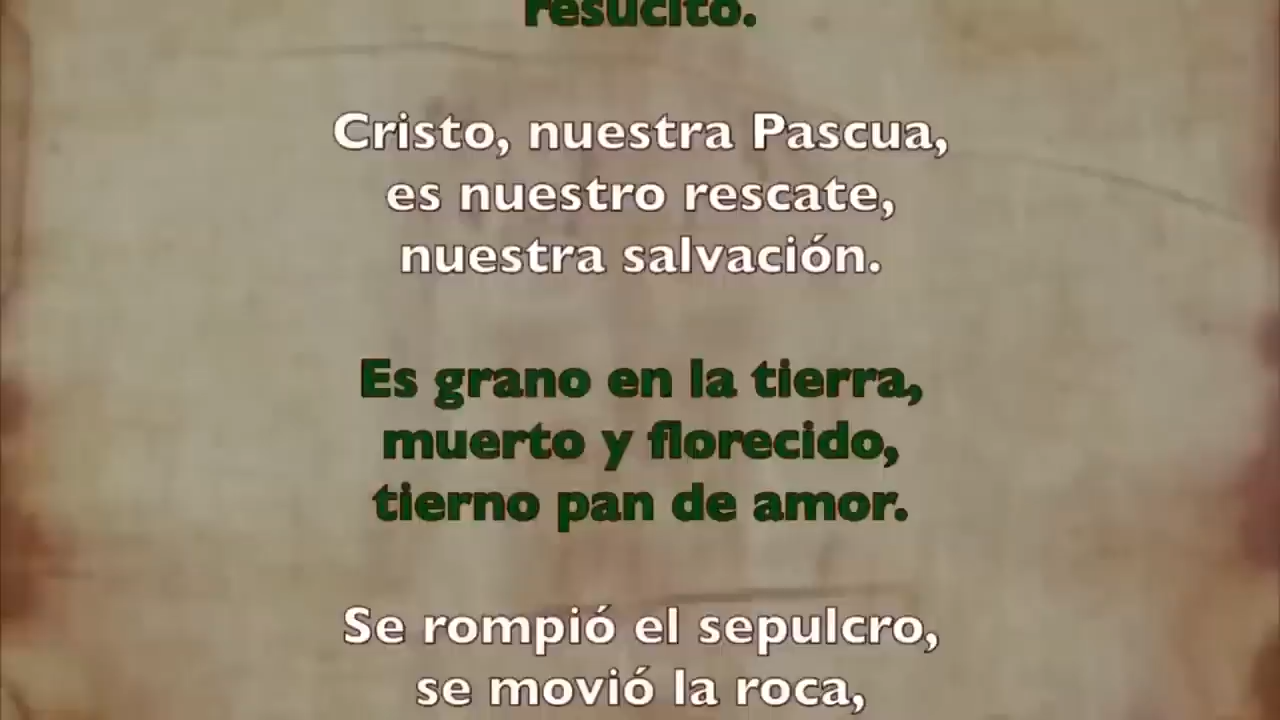 resucitó.
Cristo, nuestra Pascua,
es nuestro rescate,
nuestra salvación.
Es grano en la tierra,
muerto y florecido,
tierno pan de amor.
Se rompió el sepulcro,
se movió la roca,